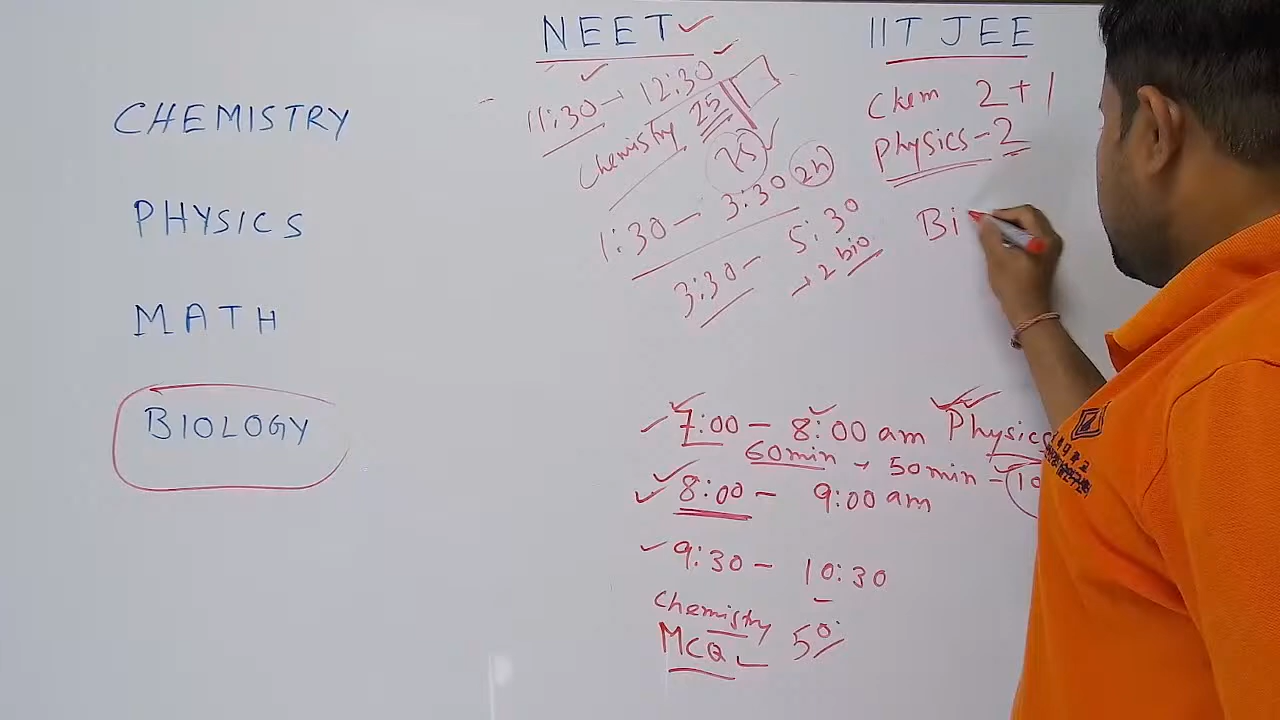 NEET
IIT JEE
11:30 → 12:30
Chemistry 25
25
1:30 — 3:30 2h
3:30 — 5:30
→ 2 bio
Chem 2+1
Physics – 2
Bi
CHEMISTRY
PHYSICS
MATH
BIOLOGY
7:00 – 8:00 am Physics
60min → 50min – 10
8:00 – 9:00 am
9:30 – 10:30
Chemistry
MCQ 50